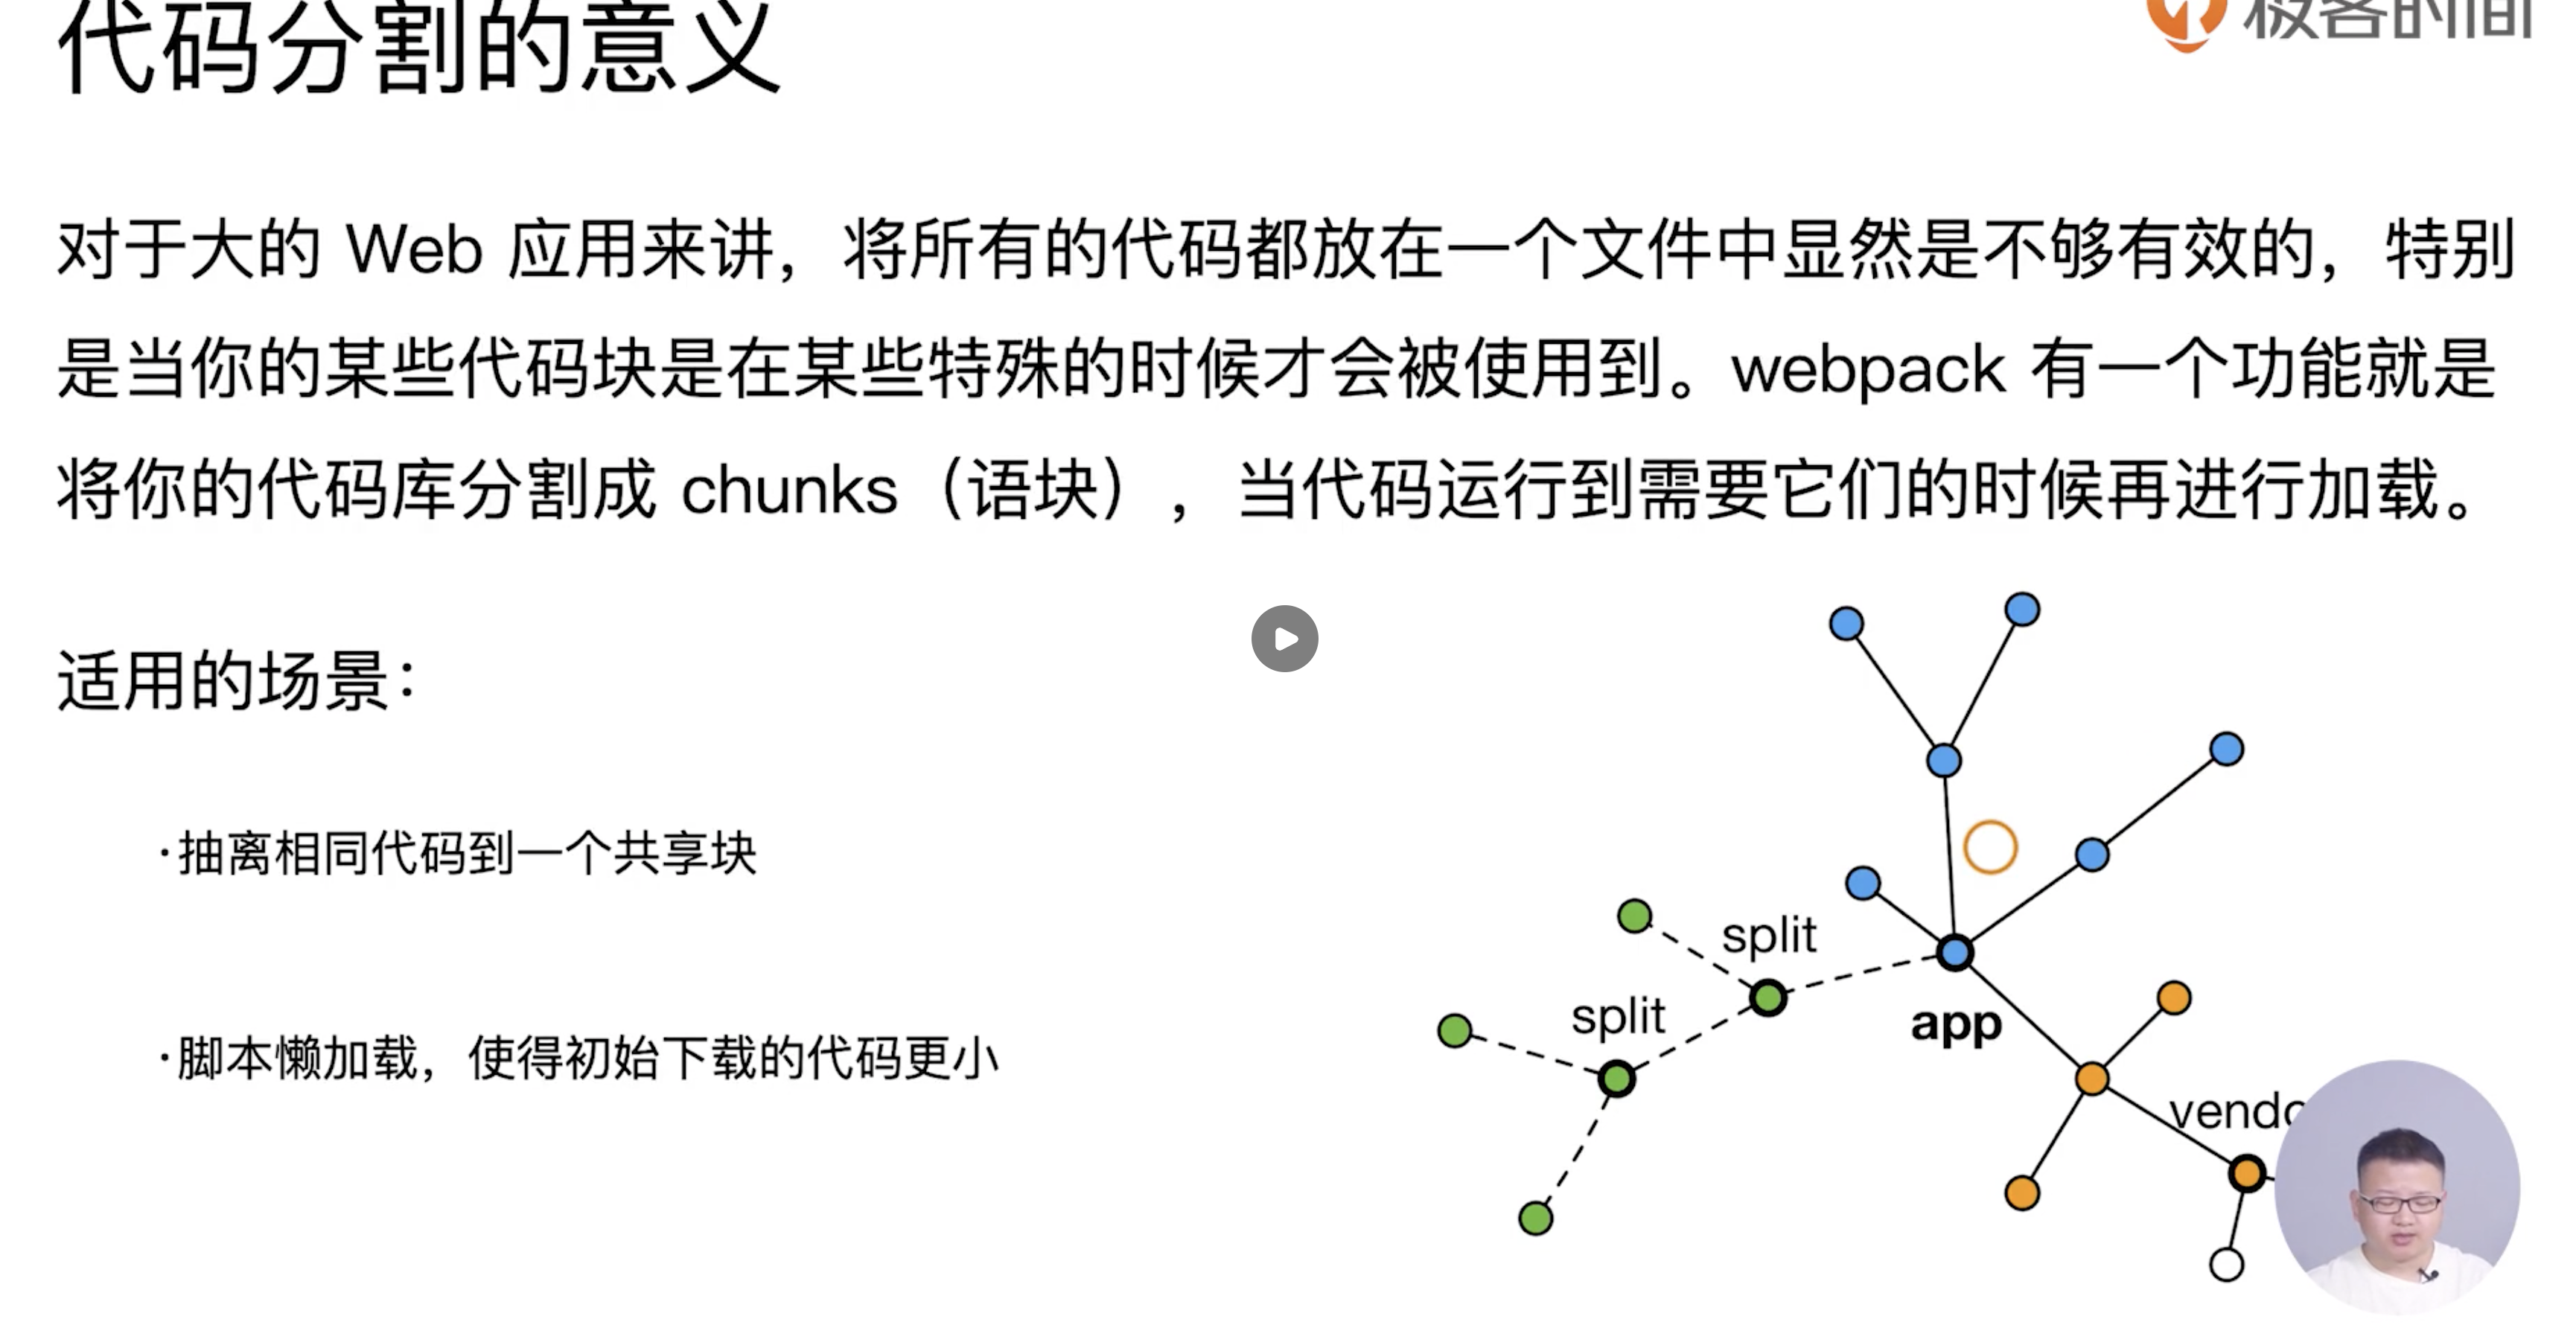 代码分割的意义
极客时间
对于大的 Web 应用来讲，将所有的代码都放在一个文件中显然是不够有效的，特别
是当你的某些代码块是在某些特殊的时候才会被使用到。webpack 有一个功能就是
将你的代码库分割成 chunks（语块），当代码运行到需要它们的时候再进行加载。
适用的场景：
·抽离相同代码到一个共享块
·脚本懒加载，使得初始下载的代码更小
split
split
app